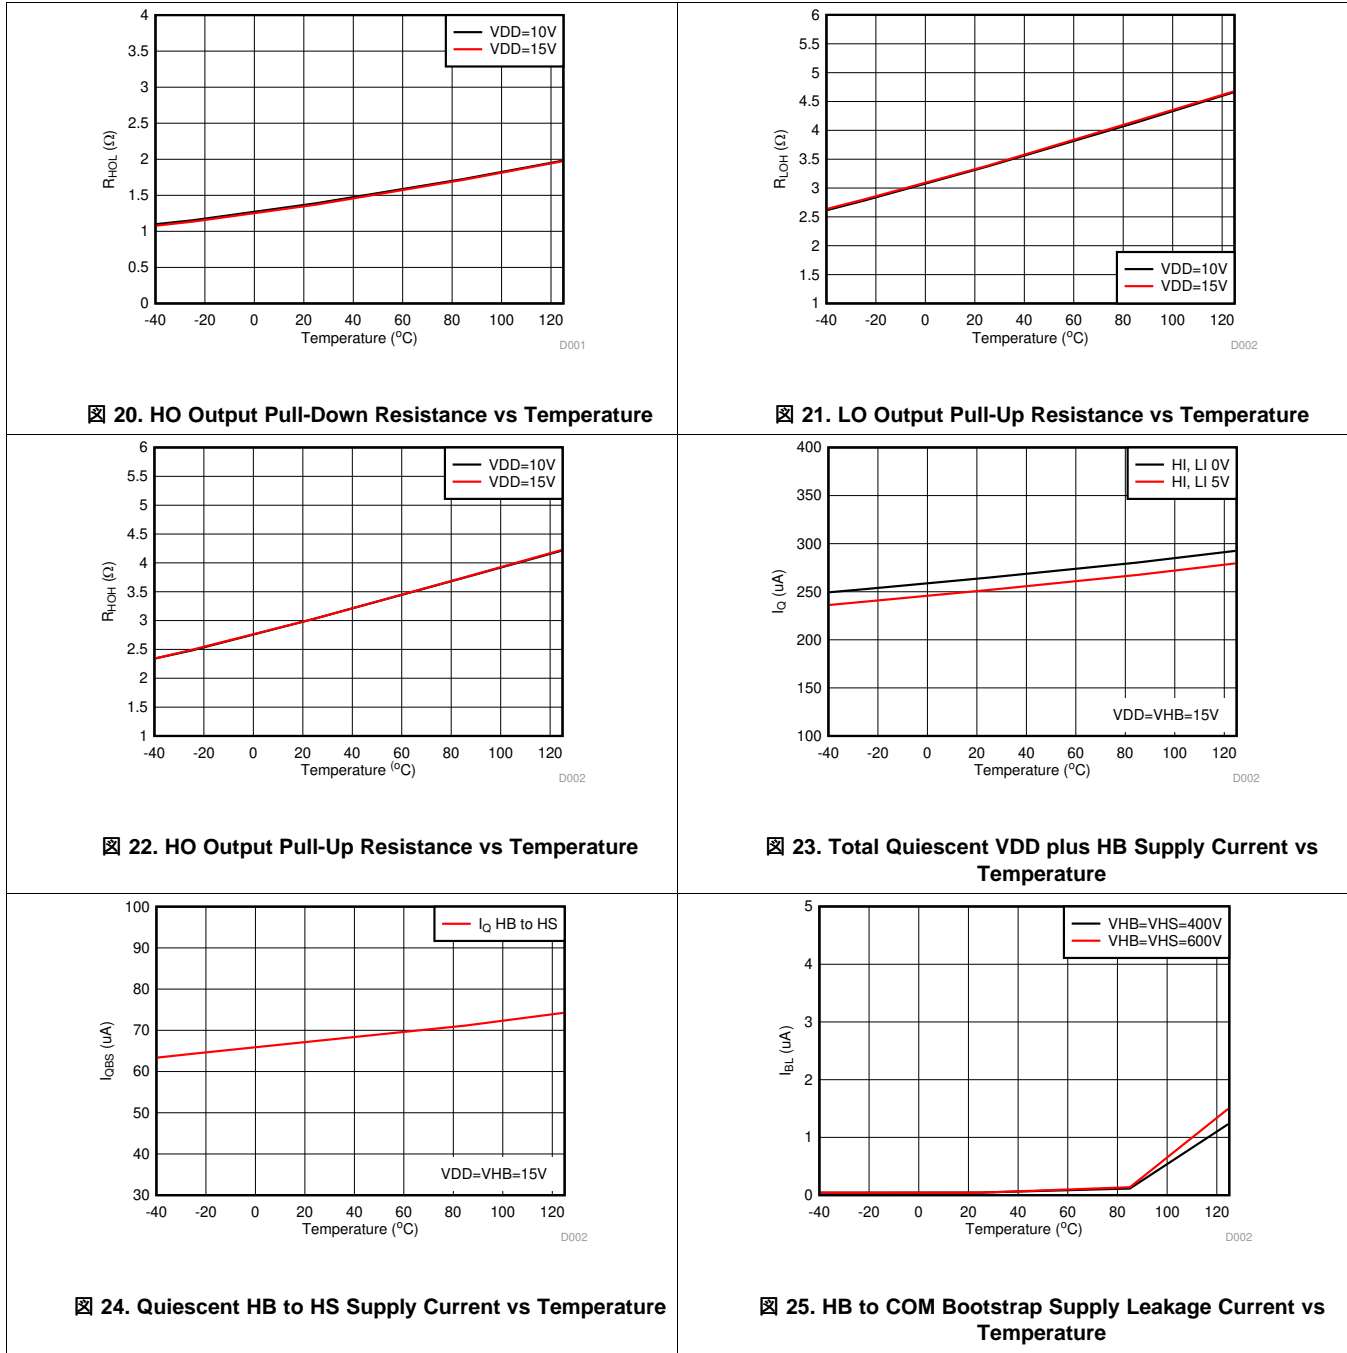 4
3.5
3
2.5
2
1.5
1
0.5
0
-40 -20 0 20 40 60 80 100 120
RHOL (Ω)
Temperature (oC)
VDD=10V
VDD=15V
D001
図 20. HO Output Pull-Down Resistance vs Temperature
6
5.5
5
4.5
4
3.5
3
2.5
2
1.5
1
-40 -20 0 20 40 60 80 100 120
RLOH (Ω)
Temperature (oC)
VDD=10V
VDD=15V
D002
図 21. LO Output Pull-Up Resistance vs Temperature
6
5.5
5
4.5
4
3.5
3
2.5
2
1.5
1
-40 -20 0 20 40 60 80 100 120
RHOH (Ω)
Temperature (oC)
VDD=10V
VDD=15V
D002
図 22. HO Output Pull-Up Resistance vs Temperature
400
350
300
250
200
150
100
-40 -20 0 20 40 60 80 100 120
IQ (uA)
Temperature (oC)
HI, LI 0V
HI, LI 5V
VDD=VHB=15V
D002
図 23. Total Quiescent VDD plus HB Supply Current vs
Temperature
100
90
80
70
60
50
40
30
-40 -20 0 20 40 60 80 100 120
IQBS (uA)
Temperature (oC)
IQ HB to HS
VDD=VHB=15V
D002
図 24. Quiescent HB to HS Supply Current vs Temperature
5
4
3
2
1
0
-40 -20 0 20 40 60 80 100 120
IBL (uA)
Temperature (oC)
VHB=VHS=400V
VHB=VHS=600V
D002
図 25. HB to COM Bootstrap Supply Leakage Current vs
Temperature